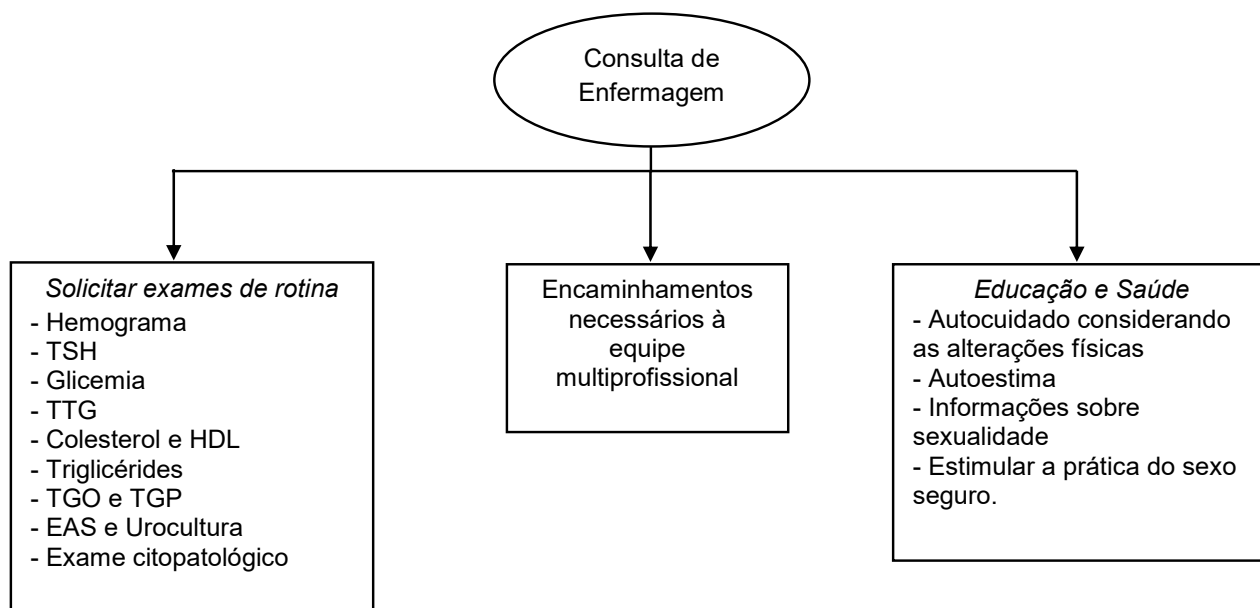 Consulta de
Enfermagem
Solicitar exames de rotina
- Hemograma
- TSH
- Glicemia
- TTG
- Colesterol e HDL
- Triglicérides
- TGO e TGP
- EAS e Urocultura
- Exame citopatológico
Encaminhamentos
necessários à
equipe
multiprofissional
Educação e Saúde
- Autocuidado considerando
as alterações físicas
- Autoestima
- Informações sobre
sexualidade
- Estimular a prática do sexo
seguro.